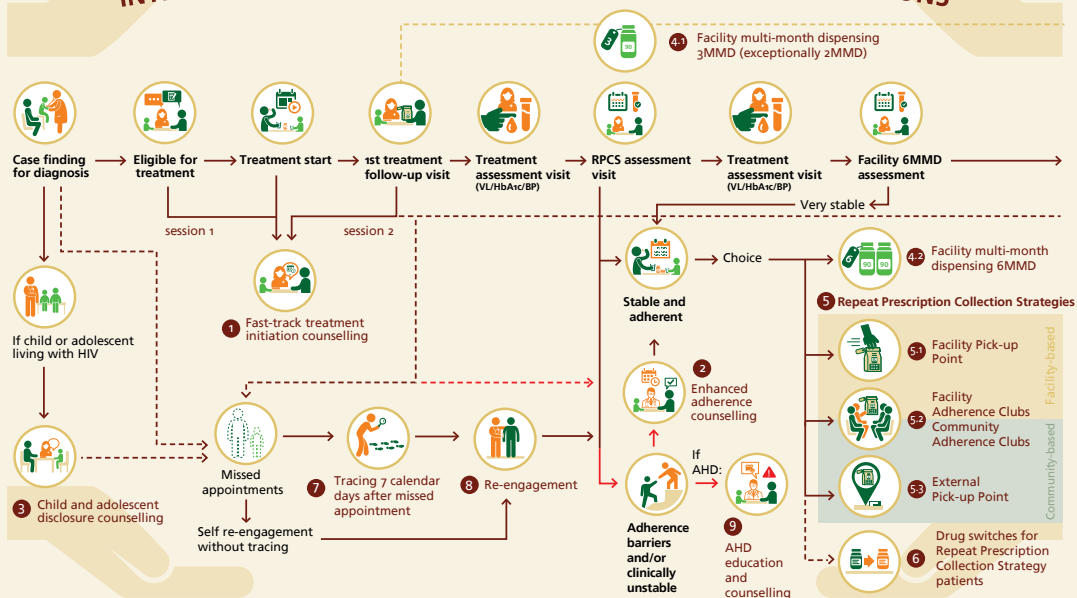 4.1
Facility multi-month dispensing
3MMD (exceptionally 2MMD)
3
90
Case finding
for diagnosis
Eligible for
treatment
Treatment start
1st treatment
follow-up visit
Treatment
assessment visit
(VL/HbA1c/BP)
RPCS assessment
visit
Treatment
assessment visit
(VL/HbA1c/BP)
Facility 6MMD
assessment
Very stable
session 1
session 2
1
Fast-track treatment
initiation counselling
If child or adolescent
living with HIV
3
Child and adolescent
disclosure counselling
Missed
appointments
Self re-engagement
without tracing
7
Tracing 7 calendar
days after missed
appointment
8
Re-engagement
Stable and
adherent
Choice
2
Enhanced
adherence
counselling
If
AHD:
Adherence
barriers
and/or
clinically
unstable
9
AHD
education
and
counselling
6
90
90
4.2
Facility multi-month
dispensing 6MMD
5
Repeat Prescription Collection Strategies
5.1
Facility Pick-up
Point
Facility-based
5.2
Facility
Adherence Clubs
Community
Adherence Clubs
5.3
External
Pick-up Point
Community-based
6
Drug switches for
Repeat Prescription
Collection Strategy
patients